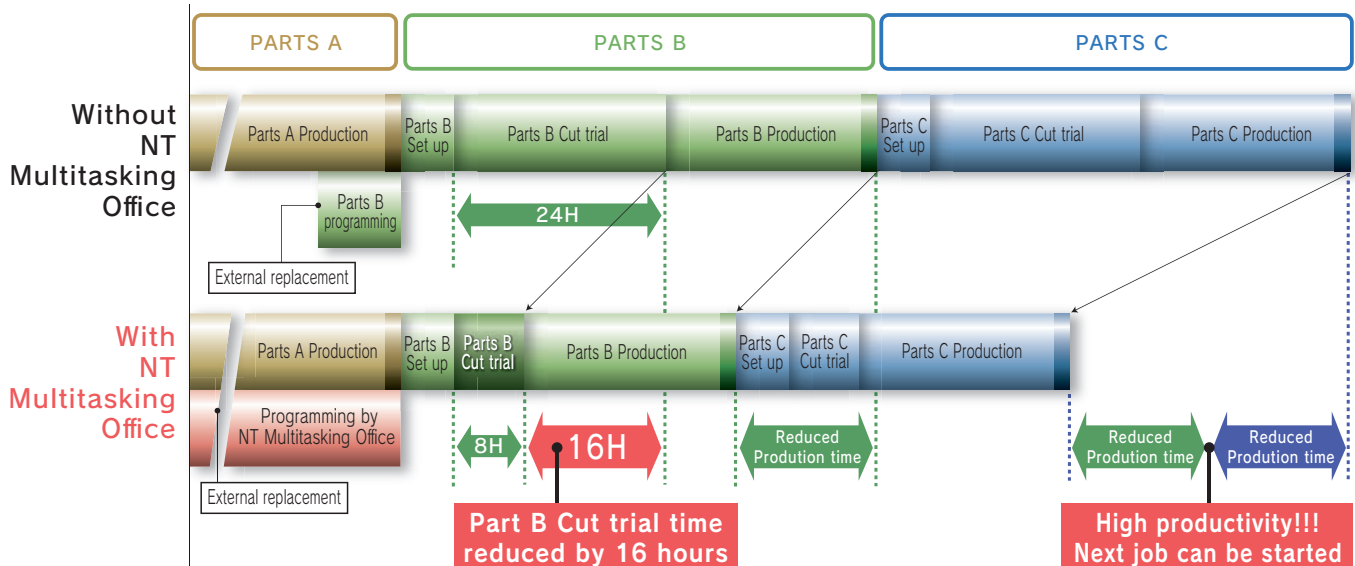 PARTS A
PARTS B
PARTS C
Without
NT
Multitasking
Office
Parts A Production
Parts B
Set up
Parts B Cut trial
Parts B Production
Parts C
Set up
Parts C Cut trial
Parts C Production
Parts B
programming
24H
External replacement
With
NT
Multitasking
Office
Parts A Production
Parts B
Set up
Parts B
Cut trial
Parts B Production
Parts C
Set up
Parts C
Cut trial
Parts C Production
Programming by
NT Multitasking Office
8H
16H
Reduced
Prodution time
Reduced
Prodution time
Reduced
Prodution time
External replacement
Part B Cut trial time
reduced by 16 hours
High productivity!!!
Next job can be started